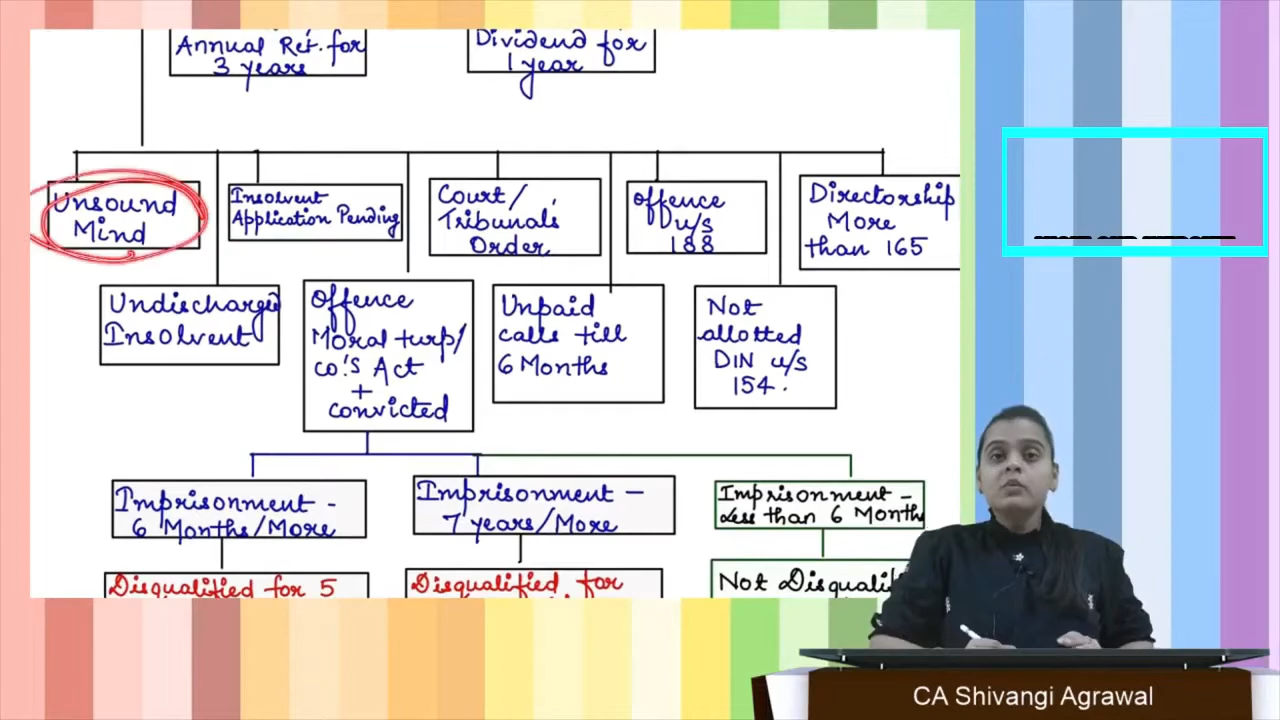 Annual Ret. for
3 years
Dividend for
1 year
Unsound
Mind
Insolvent
Application Pending
Court/
Tribunal's
Order
Offence
u/s
188
Directorship
More
than 165
Undischarged
Insolvent
Offence
Moral turp/
co.'s Act
+
convicted
Unpaid
calls till
6 Months
Not
allotted
DIN u/s
154.
Imprisonment -
6 Months/More
Imprisonment -
7 years/More
Imprisonment -
Less than 6 Months
Disqualified for 5
Disqualified for
Not Disqualifi
CA Shivangi Agrawal